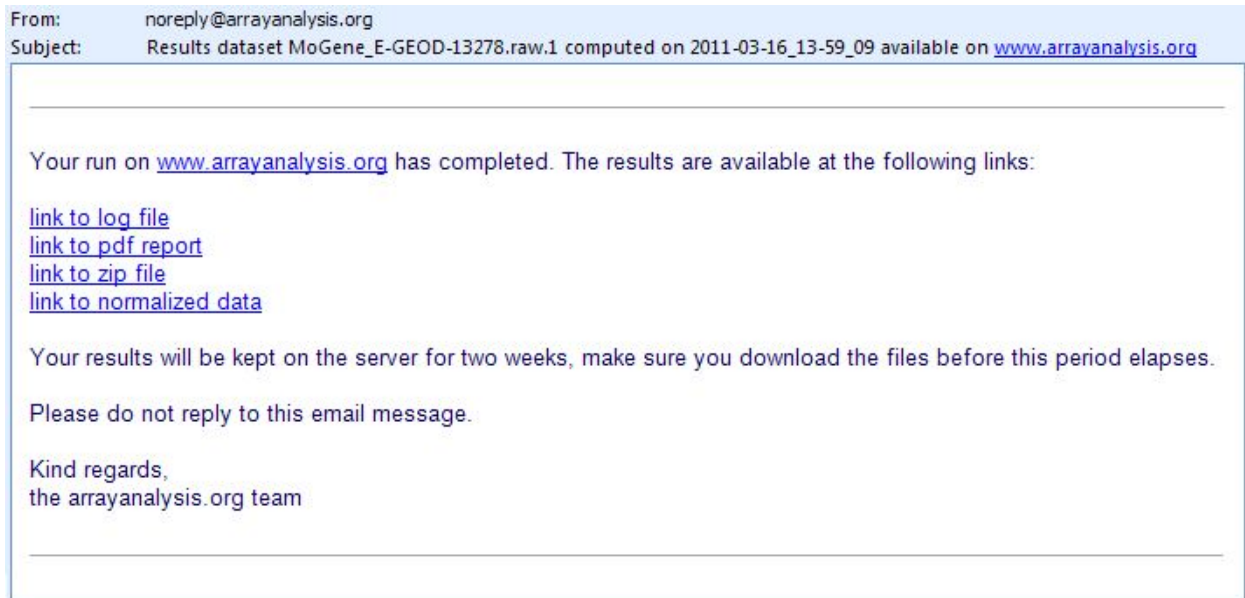 From: noreply@arrayanalysis.org
Subject: Results dataset MoGene_E-GEOD-13278.raw.1 computed on 2011-03-16_13-59_09 available on www.arrayanalysis.org
Your run on www.arrayanalysis.org has completed. The results are available at the following links:
link to log file
link to pdf report
link to zip file
link to normalized data
Your results will be kept on the server for two weeks, make sure you download the files before this period elapses.
Please do not reply to this email message.
Kind regards,
the arrayanalysis.org team